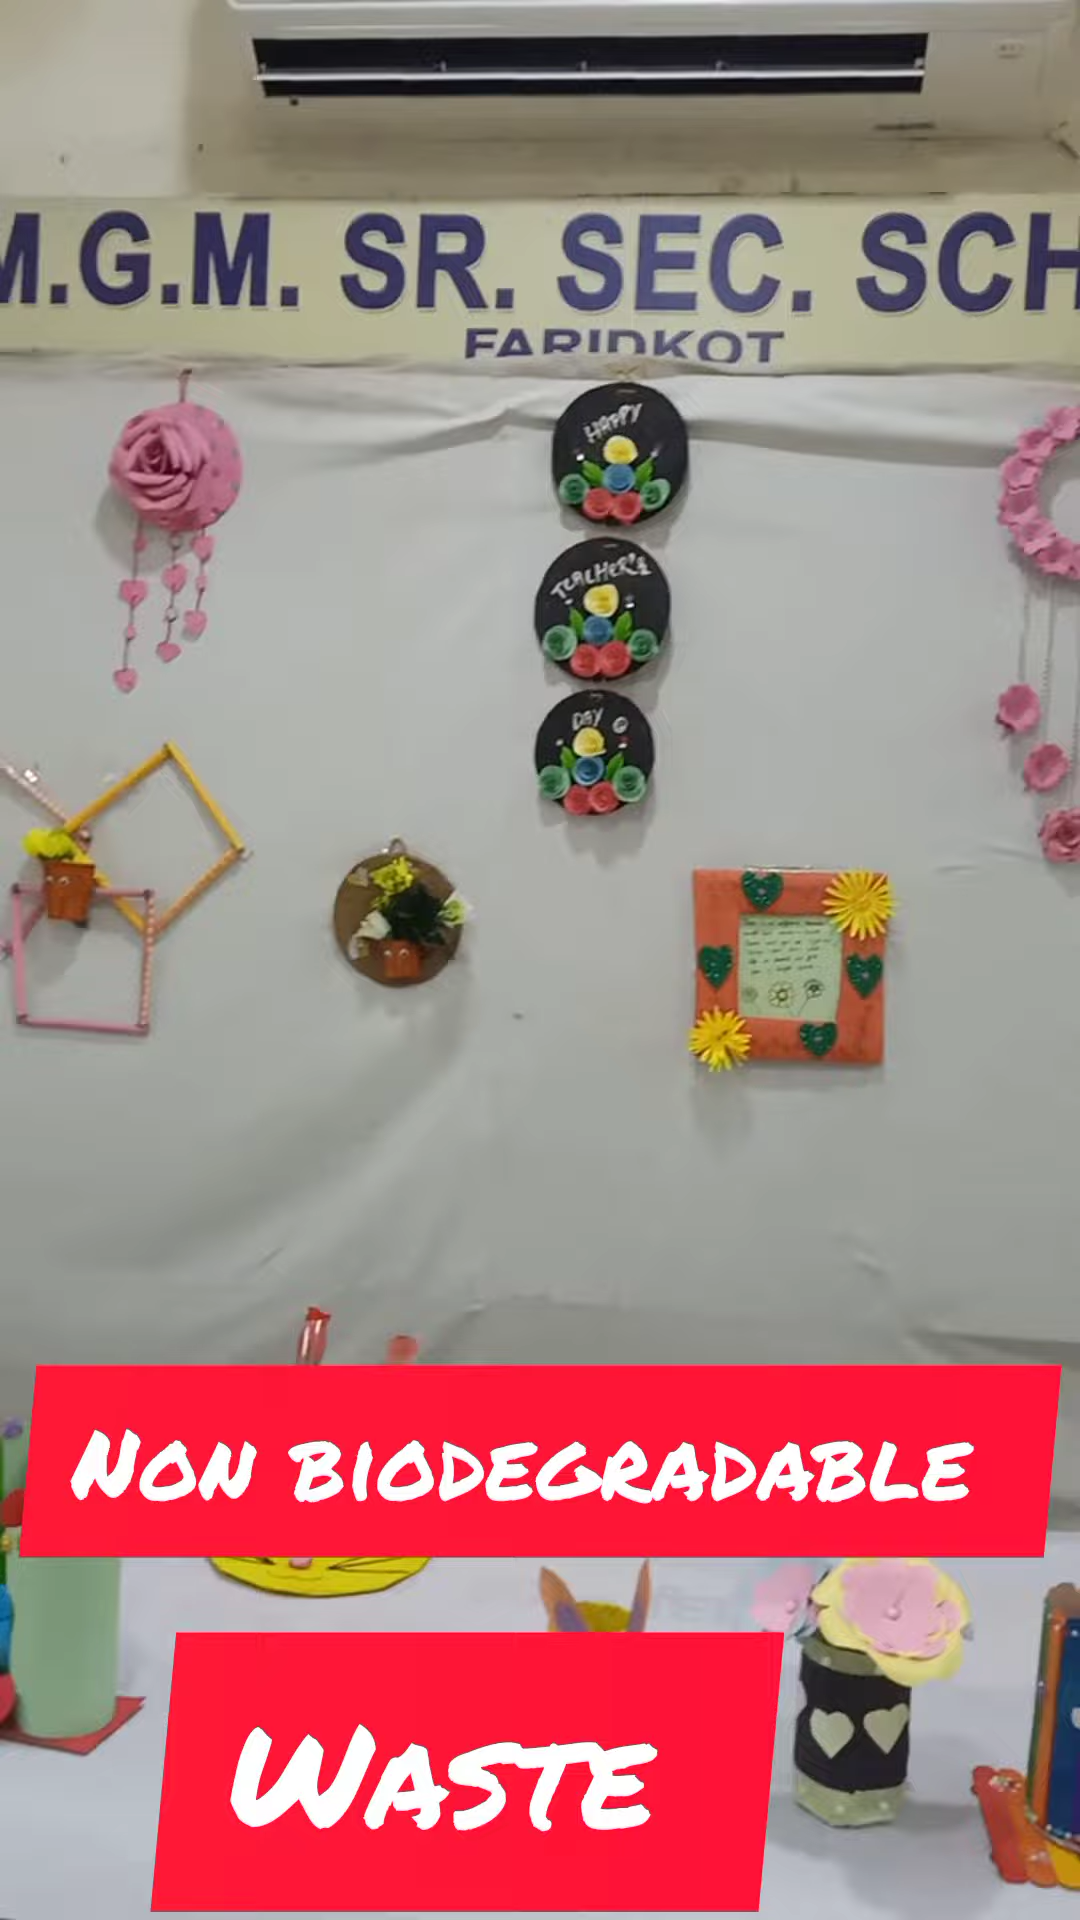 M.G.M. SR. SEC. SCH
FARIDKOT
HAPPY
TEACHER'S
DAY
NON BIODEGRADABLE
WASTE